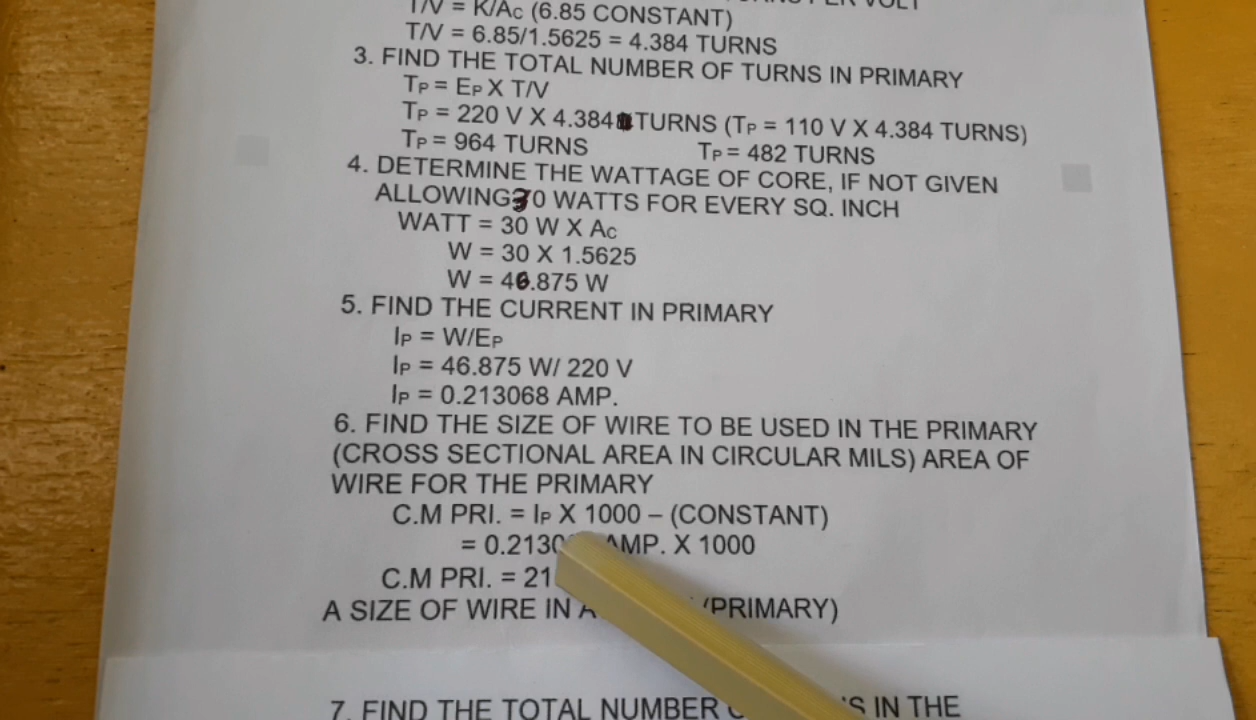 T/V = K/Ac (6.85 CONSTANT)
T/V = 6.85/1.5625 = 4.384 TURNS
3. FIND THE TOTAL NUMBER OF TURNS IN PRIMARY
TP = EP X T/V
TP = 220 V X 4.384 TURNS (TP = 110 V X 4.384 TURNS)
TP = 964 TURNS TP = 482 TURNS
4. DETERMINE THE WATTAGE OF CORE, IF NOT GIVEN
ALLOWING 30 WATTS FOR EVERY SQ. INCH
WATT = 30 W X Ac
W = 30 X 1.5625
W = 46.875 W
5. FIND THE CURRENT IN PRIMARY
IP = W/EP
IP = 46.875 W/ 220 V
IP = 0.213068 AMP.
6. FIND THE SIZE OF WIRE TO BE USED IN THE PRIMARY
(CROSS SECTIONAL AREA IN CIRCULAR MILS) AREA OF
WIRE FOR THE PRIMARY
C.M PRI. = IP X 1000 – (CONSTANT)
= 0.2130 AMP. X 1000
C.M PRI. = 21
A SIZE OF WIRE IN (PRIMARY)
7. FIND THE TOTAL NUMBER IN THE